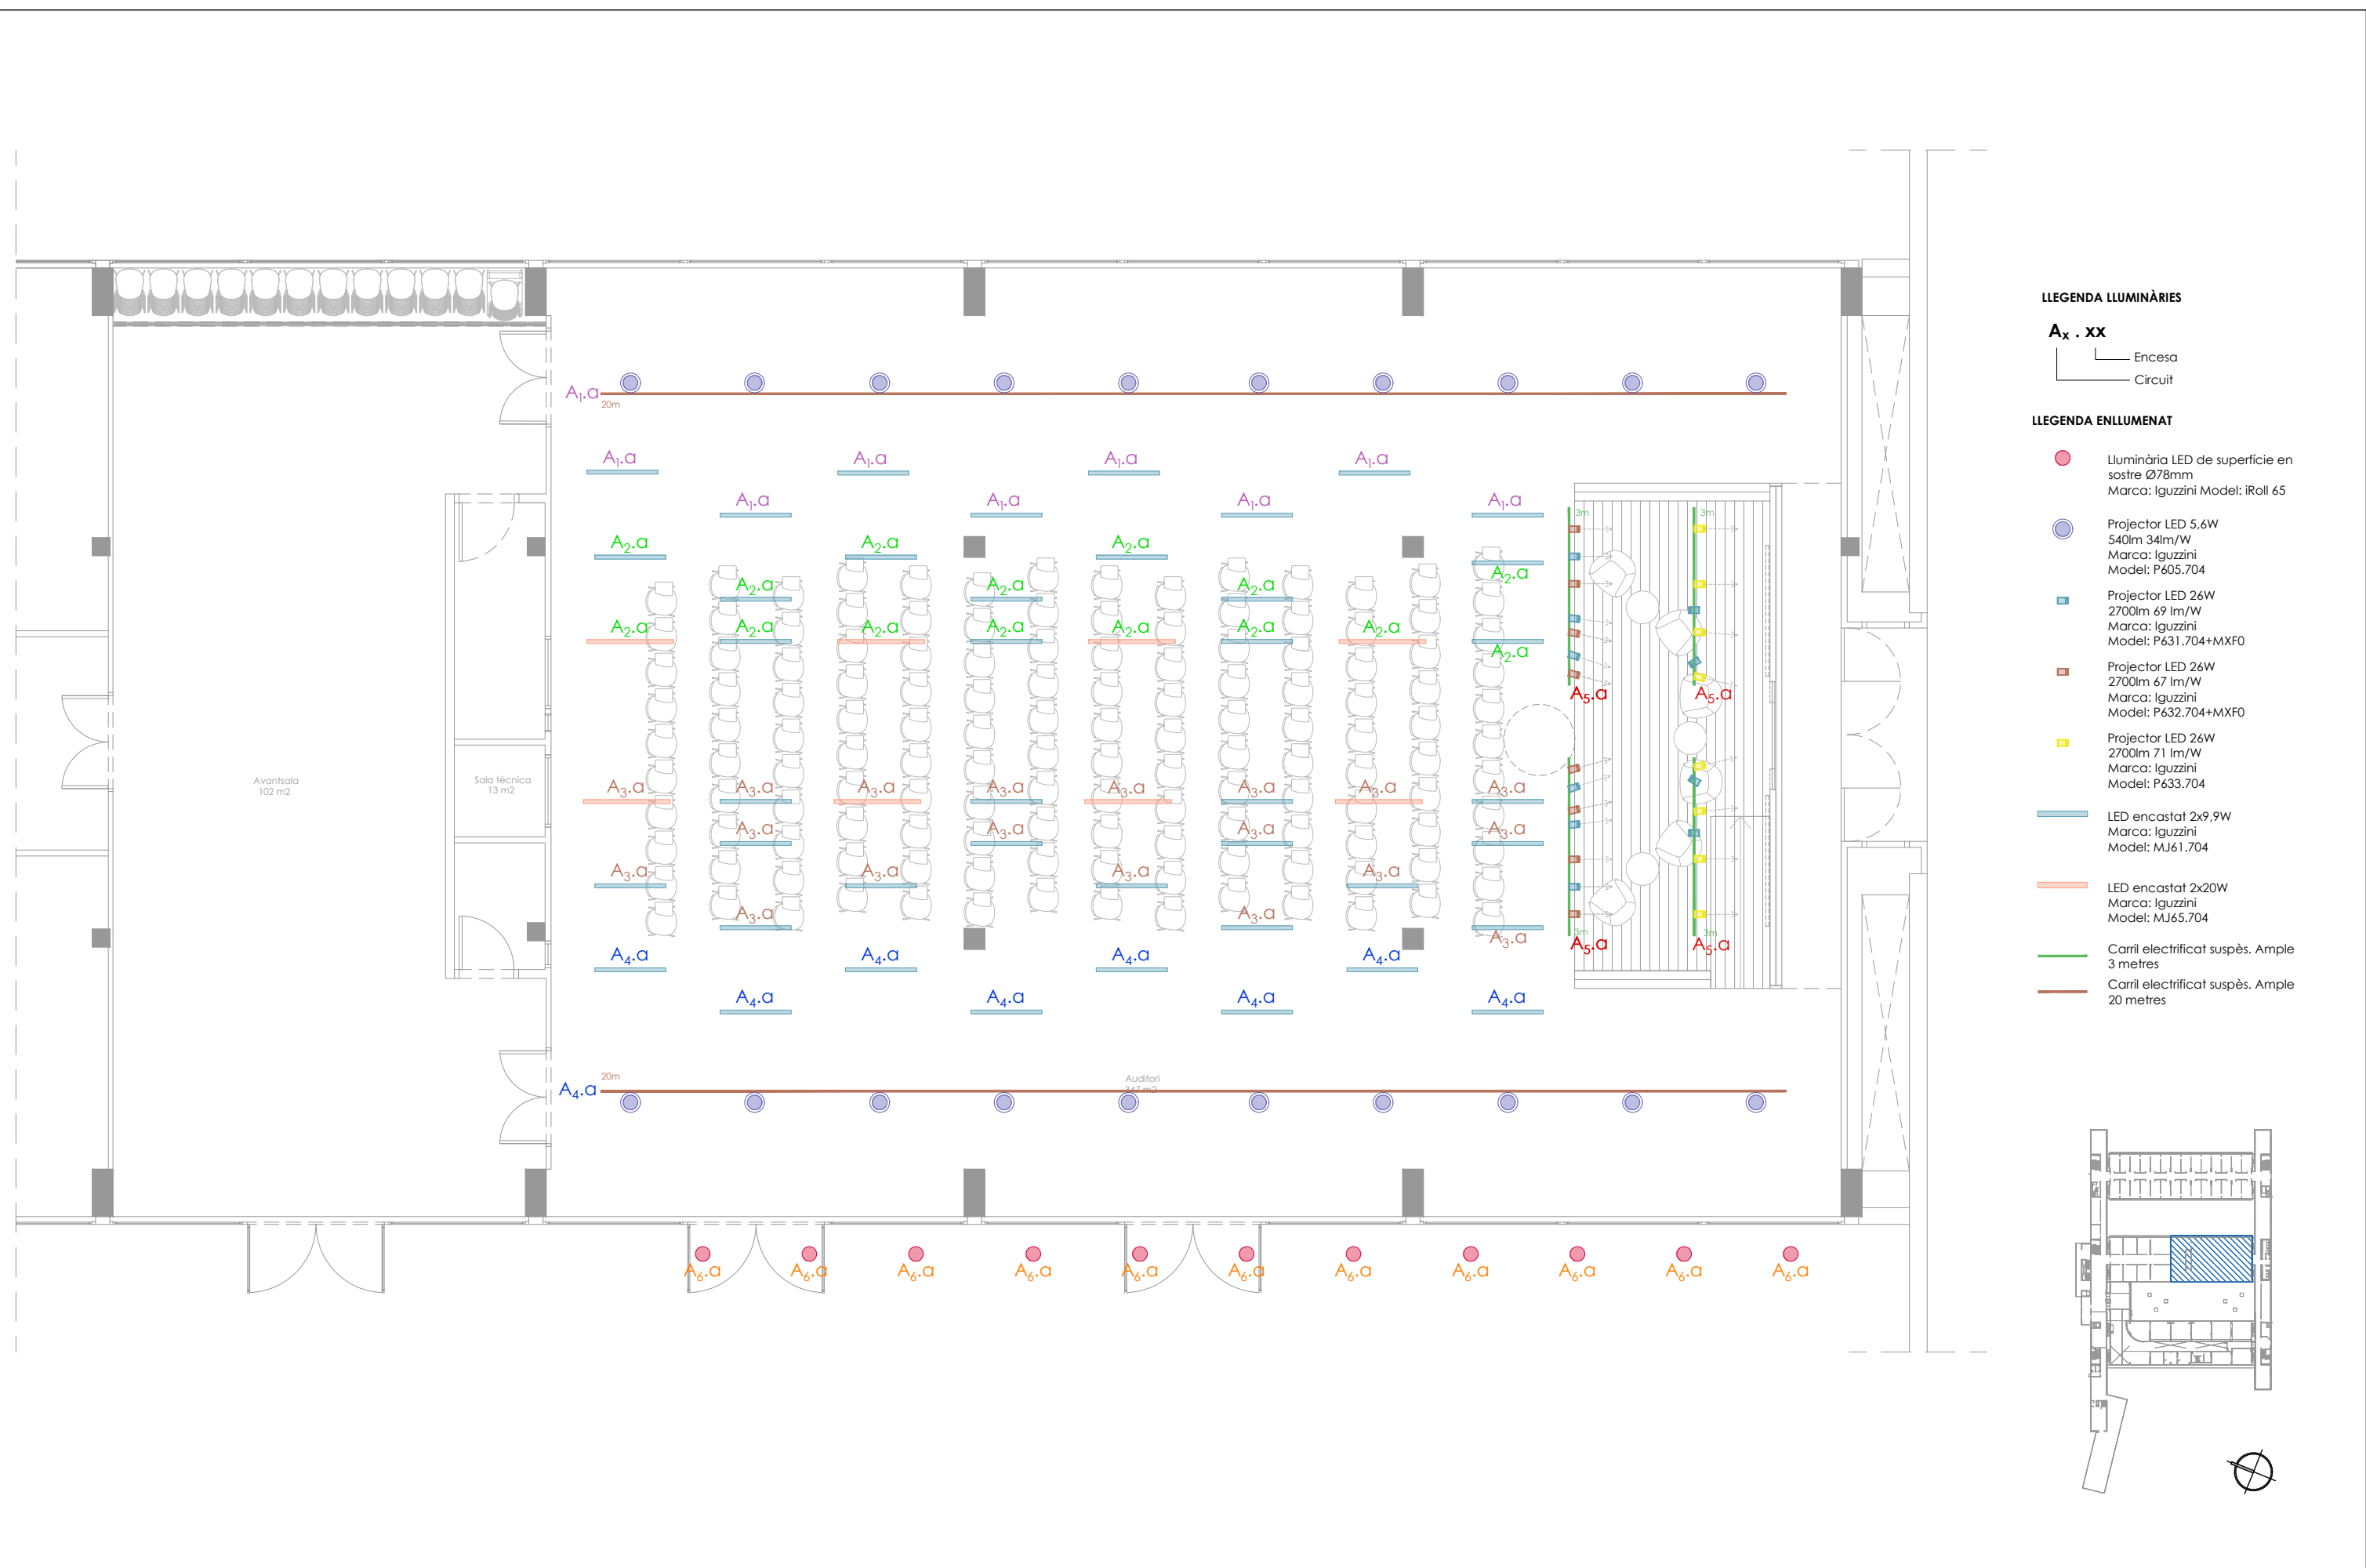 A1.a
20m
A1.a A1.a A1.a A1.a
A1.a A1.a A1.a A1.a
3m 3m
A2.a A2.a A2.a
A2.a
A2.a A2.a A2.a
A2.a A2.a A2.a A2.a A2.a A2.a A2.a
A2.a
A5.a A5.a
Avantsala
102 m2
Sala tècnica
13 m2
A3.a A3.a A3.a A3.a A3.a A3.a A3.a A3.a
A3.a A3.a A3.a A3.a
A3.a A3.a A3.a A3.a
A3.a A3.a
A3.a
3m 3m
A5.a A5.a
A4.a A4.a A4.a A4.a
A4.a A4.a A4.a A4.a
20m
A4.a
Auditori
347 m2
A6.a A6.a A6.a A6.a A6.a A6.a A6.a A6.a A6.a A6.a A6.a
LLEGENDA LLUMINÀRIES
Ax . xx
Encesa
Circuit
LLEGENDA ENLLUMENAT
Lluminària LED de superfície en
sostre Ø78mm
Marca: Iguzzini Model: iRoll 65
Projector LED 5,6W
540lm 34lm/W
Marca: Iguzzini
Model: P605.704
Projector LED 26W
2700lm 69 lm/W
Marca: Iguzzini
Model: P631.704+MXF0
Projector LED 26W
2700lm 67 lm/W
Marca: Iguzzini
Model: P632.704+MXF0
Projector LED 26W
2700lm 71 lm/W
Marca: Iguzzini
Model: P633.704
LED encastat 2x9,9W
Marca: Iguzzini
Model: MJ61.704
LED encastat 2x20W
Marca: Iguzzini
Model: MJ65.704
Carril electrificat suspès. Ample
3 metres
Carril electrificat suspès. Ample
20 metres